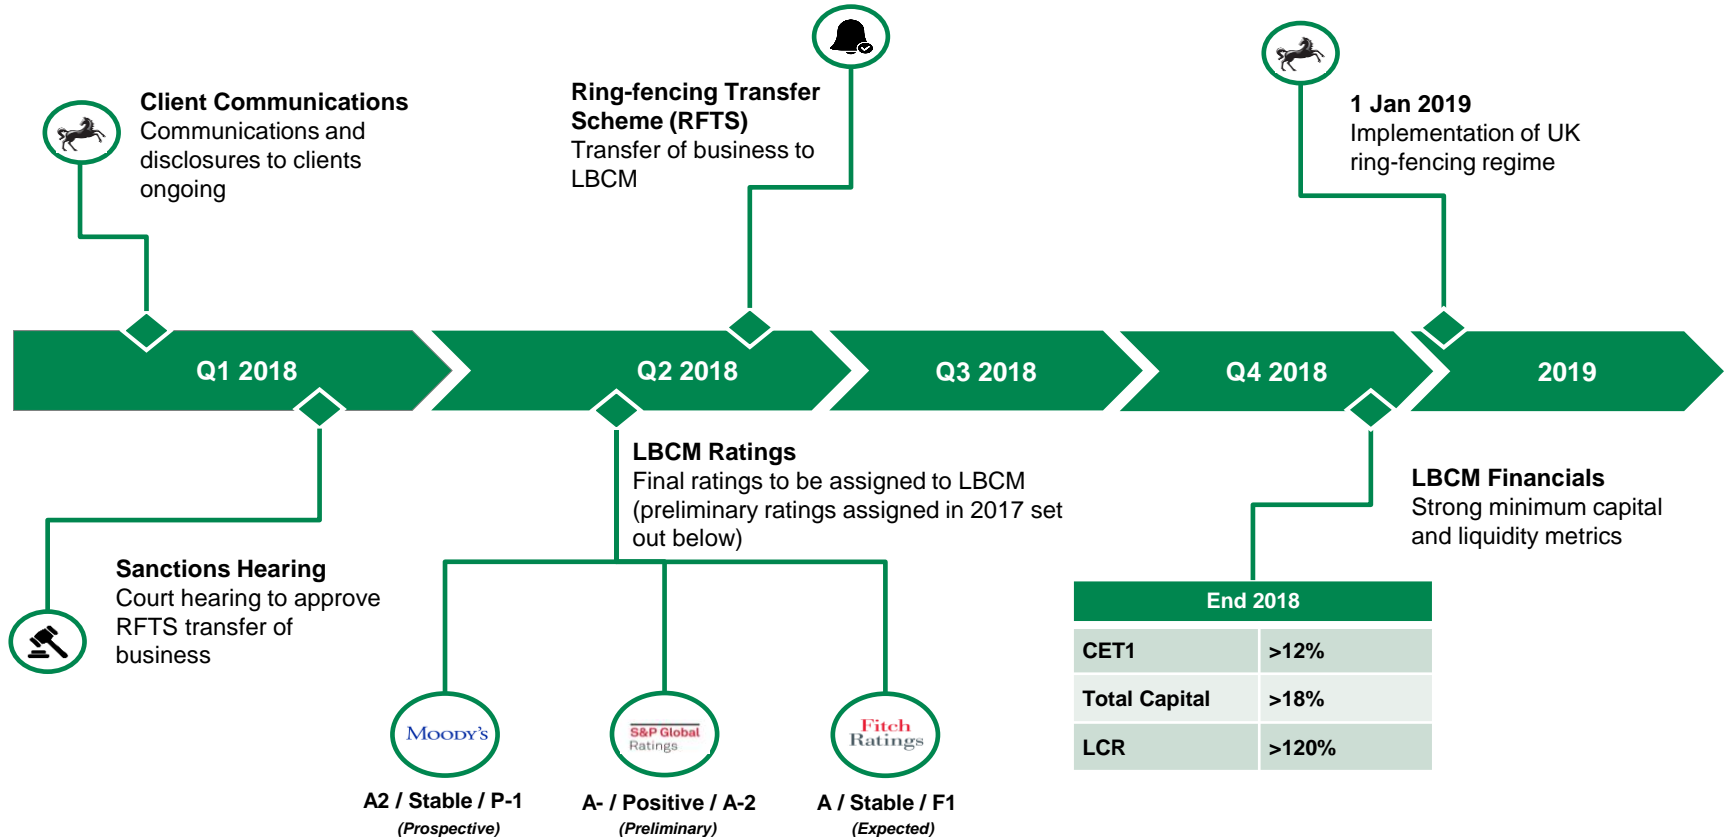 Client Communications
Communications and
disclosures to clients
ongoing
Ring-fencing Transfer
Scheme (RFTS)
Transfer of business to
LBCM
1 Jan 2019
Implementation of UK
ring-fencing regime
Q1 2018
Q2 2018
Q3 2018
Q4 2018
2019
Sanctions Hearing
Court hearing to approve
RFTS transfer of
business
LBCM Ratings
Final ratings to be assigned to LBCM
(preliminary ratings assigned in 2017 set
out below)
MOODY'S
S&P Global
Ratings
Fitch
Ratings
A2 / Stable / P-1
(Prospective)
A- / Positive / A-2
(Preliminary)
A / Stable / F1
(Expected)
LBCM Financials
Strong minimum capital
and liquidity metrics
End 2018
CET1 >12%
Total Capital >18%
LCR >120%